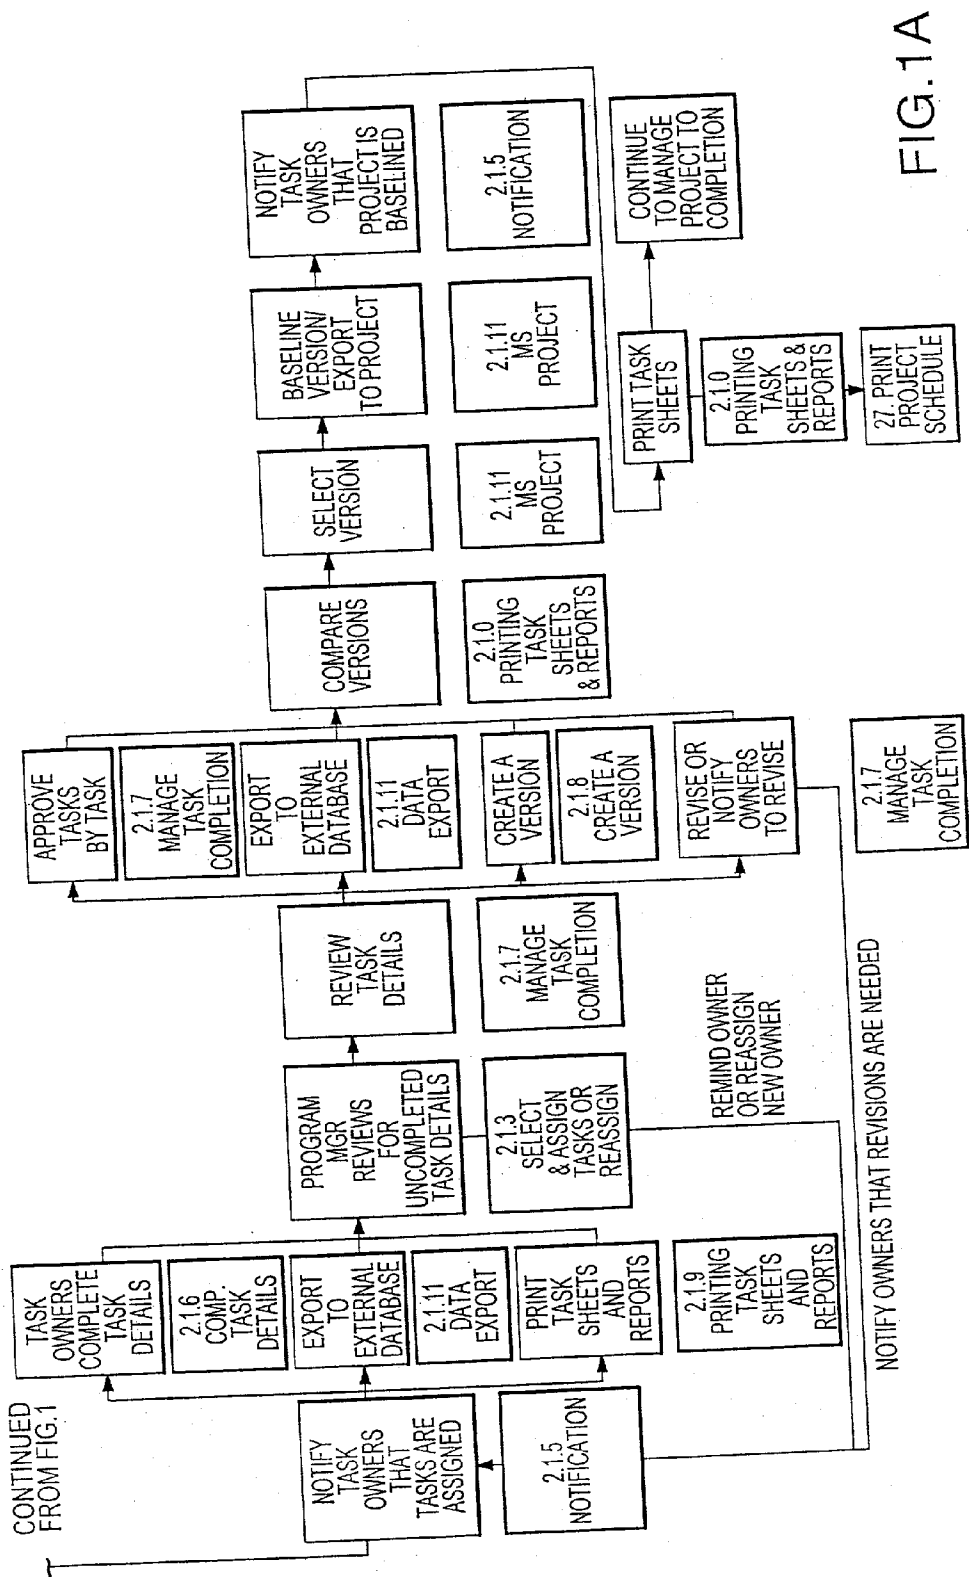 CONTINUED
FROM FIG.1
NOTIFY
TASK
OWNERS
THAT
TASKS ARE
ASSIGNED
2.1.5
NOTIFICATION
TASK
OWNERS
COMPLETE
TASK
DETAILS
2.1.6
COMP.
TASK
DETAILS
EXPORT
TO
EXTERNAL
DATABASE
2.1.11
DATA
EXPORT
PRINT
TASK
SHEETS
AND
REPORTS
2.1.9
PRINTING
TASK
SHEETS
AND
REPORTS
PROGRAM
MGR
REVIEWS
FOR
UNCOMPLETED
TASK DETAILS
2.1.3
SELECT
& ASSIGN
TASKS OR
REASSIGN
REMIND OWNER
OR REASSIGN
NEW OWNER
NOTIFY OWNERS THAT REVISIONS ARE NEEDED
REVIEW
TASK
DETAILS
2.1.7
MANAGE
TASK
COMPLETION
APPROVE
TASKS
BY TASK
2.1.7
MANAGE
TASK
COMPLETION
EXPORT
TO
EXTERNAL
DATABASE
2.1.11
DATA
EXPORT
CREATE A
VERSION
2.1.8
CREATE A
VERSION
REVISE OR
NOTIFY
OWNERS
TO REVISE
2.1.7
MANAGE
TASK
COMPLETION
COMPARE
VERSIONS
2.1.0
PRINTING
TASK
SHEETS
& REPORTS
SELECT
VERSION
2.1.11
MS
PROJECT
BASELINE
VERSION/
EXPORT
TO PROJECT
2.1.11
MS
PROJECT
NOTIFY
TASK
OWNERS
THAT
PROJECT IS
BASELINED
2.1.5
NOTIFICATION
PRINT TASK
SHEETS
2.1.0
PRINTING
TASK
SHEETS &
REPORTS
27. PRINT
PROJECT
SCHEDULE
CONTINUE
TO MANAGE
PROJECT TO
COMPLETION
FIG.1A